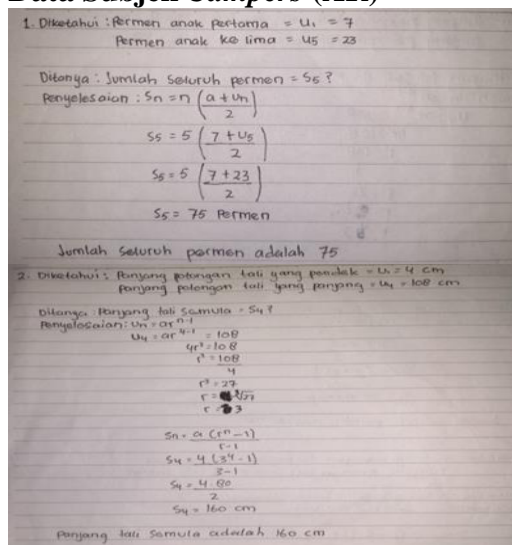 Data Subjek Campers (AIK)
1. Diketahui : Permen anak pertama = U₁ = 7
Permen anak ke lima = U5 = 23
Ditanya : Jumlah seluruh permen = S5 ?
Penyelesaian : Sn = n (a + Un / 2)
S5 = 5 (7 + U5 / 2)
S5 = 5 (7 + 23 / 2)
S5 = 75 Permen
Jumlah seluruh permen adalah 75
2. Diketahui : Panjang potongan tali yang pendek = U₁ = 4 cm
panjang potongan tali yang panjang = U4 = 108 cm
Ditanya : Panjang tali semula = S4 ?
Penyelesaian : Un = ar^n-1
U4 = ar^4-1 = 108
4r³ = 108
r³ = 108 / 4
r³ = 27
r = ³√27
r = 3
Sn = a (r^n - 1) / r - 1
S4 = 4 (3⁴ - 1) / 3 - 1
S4 = 4 . 80 / 2
S4 = 160 cm
Panjang tali semula adalah 160 cm